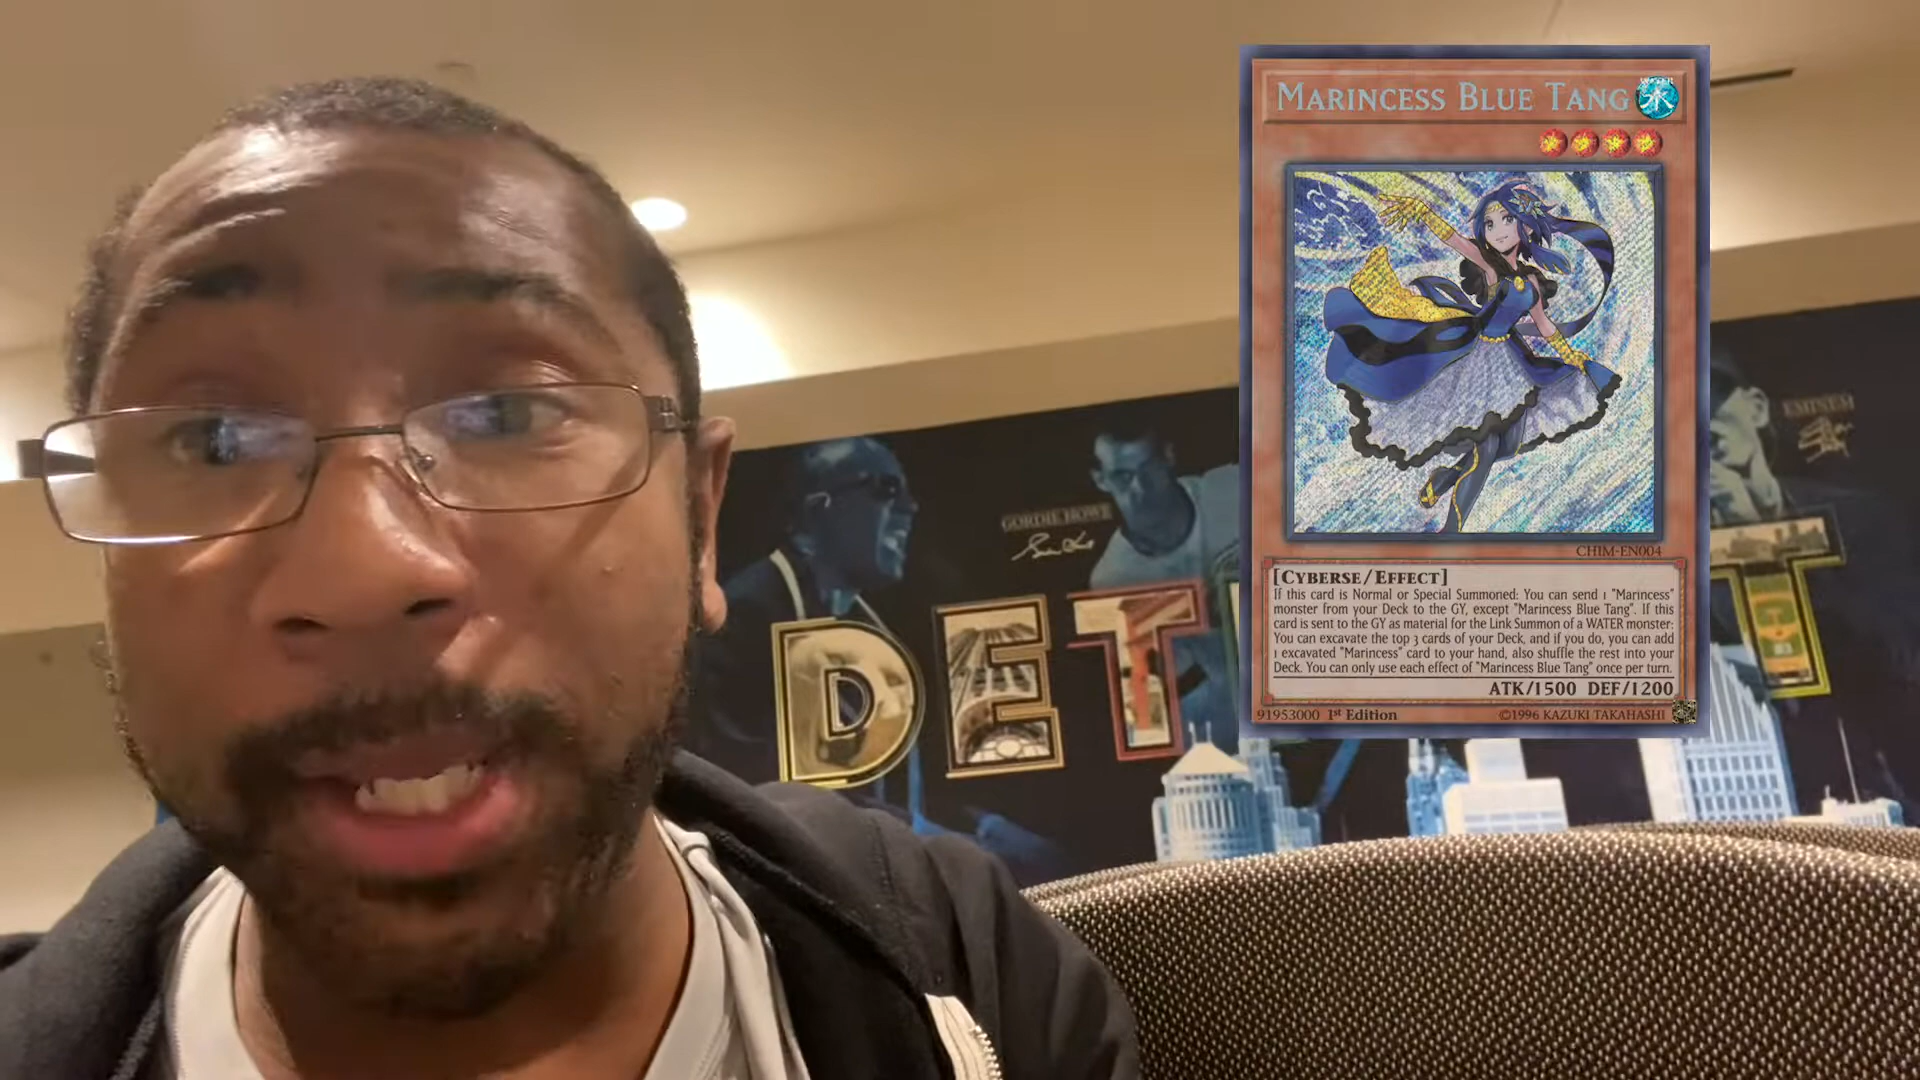 MARINCESS BLUE TANG
WATER
水
GORDIE HOWE
EMINEM
DET
T
CHIM-EN004
[CYBERSE/EFFECT]
If this card is Normal or Special Summoned: You can send 1 "Marincess"
monster from your Deck to the GY, except "Marincess Blue Tang". If this
card is sent to the GY as material for the Link Summon of a WATER monster:
You can excavate the top 3 cards of your Deck, and if you do, you can add
1 excavated "Marincess" card to your hand, also shuffle the rest into your
Deck. You can only use each effect of "Marincess Blue Tang" once per turn.
ATK/1500 DEF/1200
91953000 1st Edition
©1996 KAZUKI TAKAHASHI